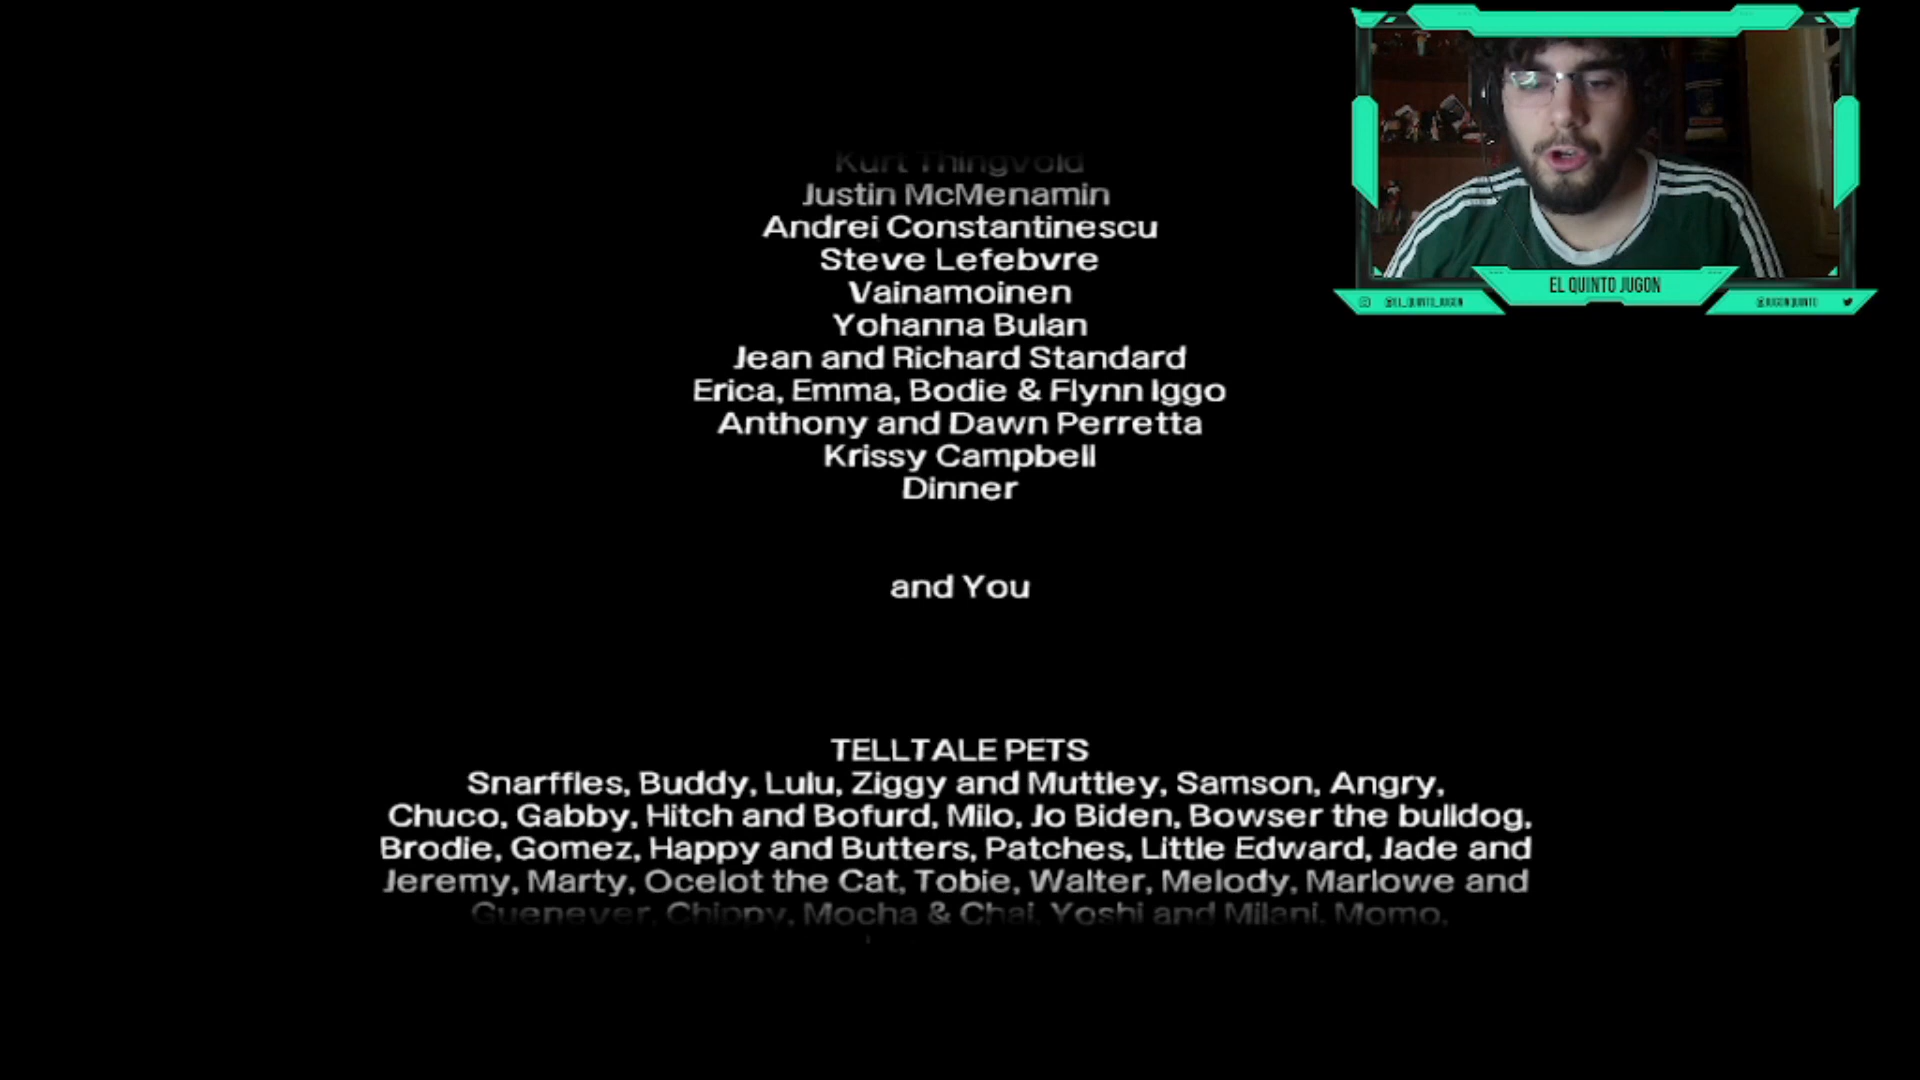 Kurt Thingvold
Justin McMenamin
Andrei Constantinescu
Steve Lefebvre
Vainamoinen
Yohanna Bulan
Jean and Richard Standard
Erica, Emma, Bodie & Flynn Iggo
Anthony and Dawn Perretta
Krissy Campbell
Dinner
and You
TELLTALE PETS
Snarffles, Buddy, Lulu, Ziggy and Muttley, Samson, Angry,
Chuco, Gabby, Hitch and Bofurd, Milo, Jo Biden, Bowser the bulldog,
Brodie, Gomez, Happy and Butters, Patches, Little Edward, Jade and
Jeremy, Marty, Ocelot the Cat, Tobie, Walter, Melody, Marlowe and
Guenever, Chippy, Mocha & Chai, Yoshi and Milani, Momo,
EL QUINTO JUGON
@EL_QUINTO_JUGON
@JUGONQUINTO